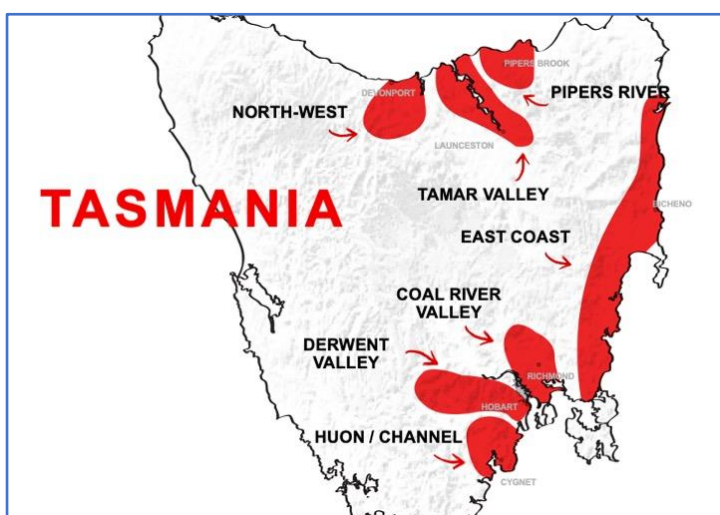 PIPERS BROOK
DEVONPORT
PIPERS RIVER
NORTH-WEST
LAUNCESTON
TAMAR VALLEY
TASMANIA
BICHENO
EAST COAST
COAL RIVER
VALLEY
DERWENT
VALLEY
RICHMOND
HOBART
HUON / CHANNEL
CYGNET